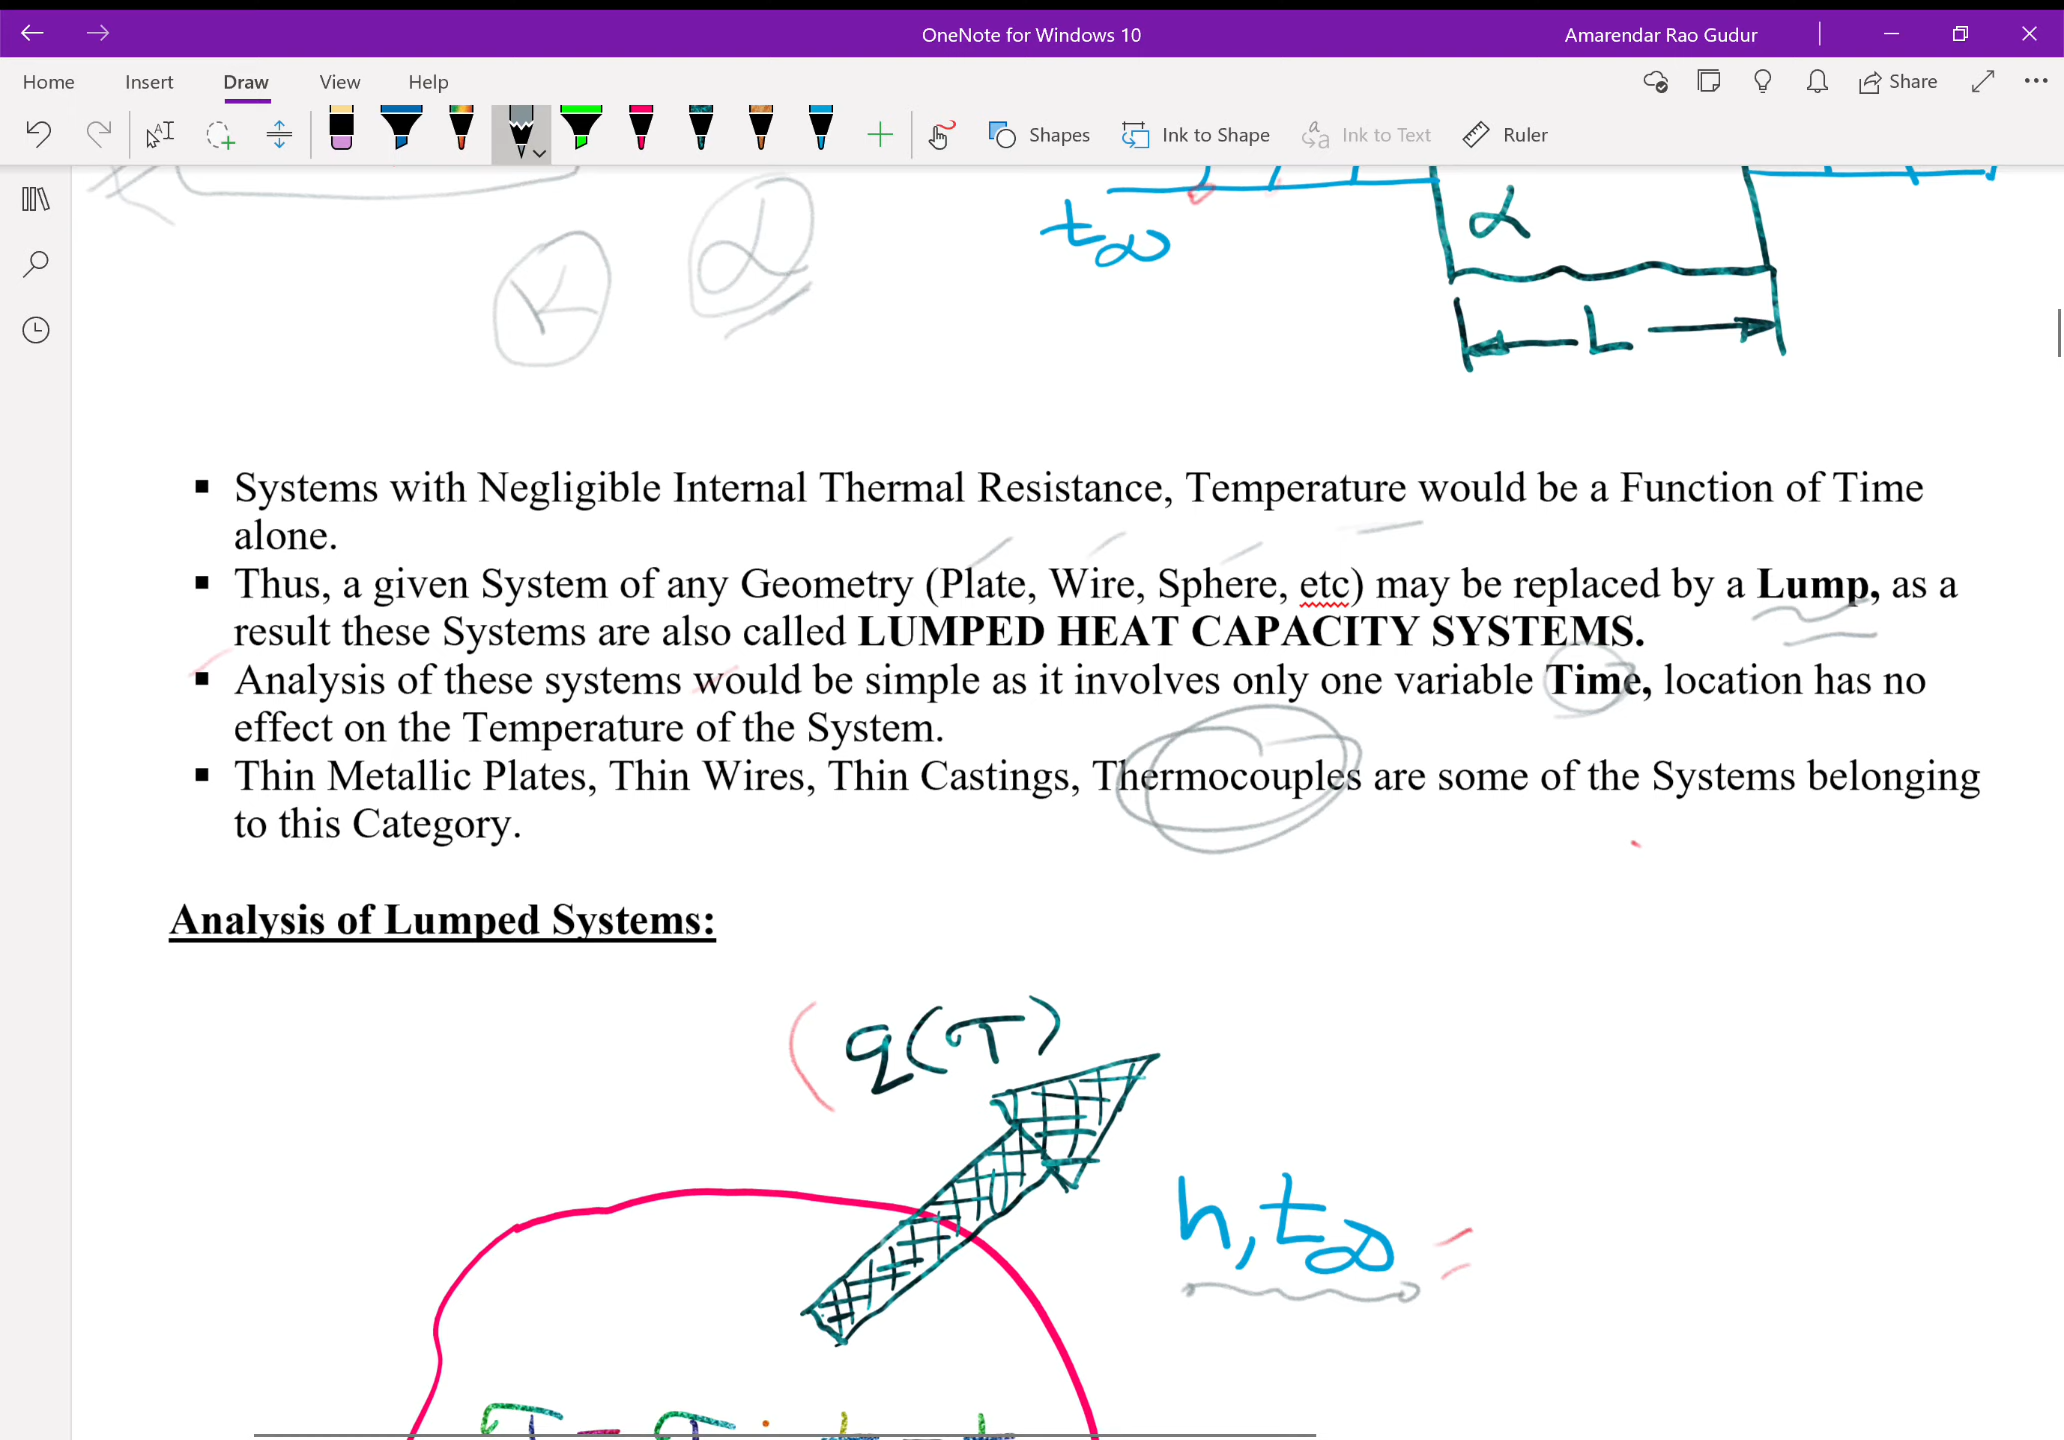 OneNote for Windows 10
Amarendar Rao Gudur
Home Insert Draw View Help
Share
Shapes Ink to Shape Ink to Text Ruler
K
α
t∞
α
L
▪ Systems with Negligible Internal Thermal Resistance, Temperature would be a Function of Time
alone.
▪ Thus, a given System of any Geometry (Plate, Wire, Sphere, etc) may be replaced by a Lump, as a
result these Systems are also called LUMPED HEAT CAPACITY SYSTEMS.
▪ Analysis of these systems would be simple as it involves only one variable Time, location has no
effect on the Temperature of the System.
▪ Thin Metallic Plates, Thin Wires, Thin Castings, Thermocouples are some of the Systems belonging
to this Category.
Analysis of Lumped Systems:
q(τ)
h, t∞